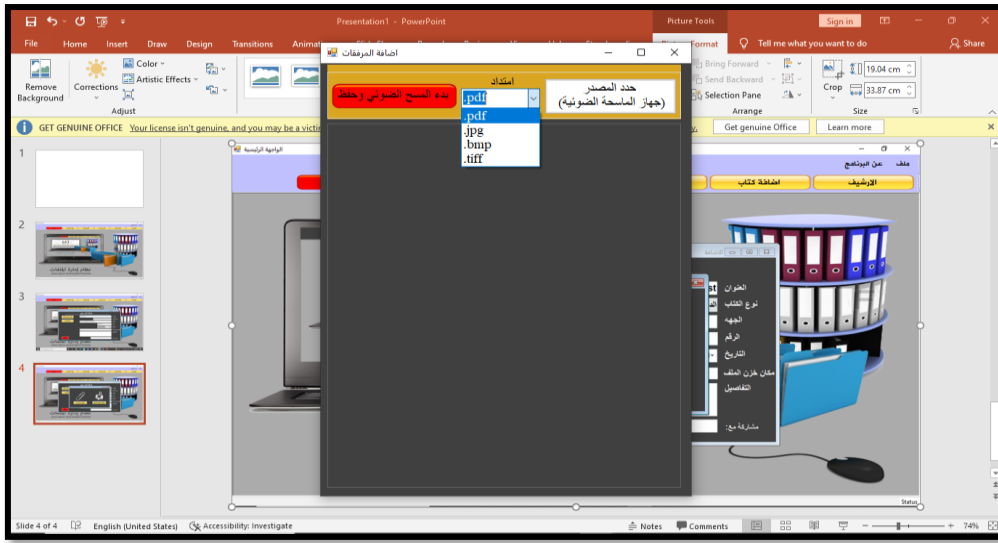 Presentation1 - PowerPoint
Picture Tools
Sign in
File Home Insert Draw Design Transitions Format
Tell me what you want to do
Share
Remove Background
Corrections
Color
Artistic Effects
Adjust
Bring Forward
Send Backward
Selection Pane
Arrange
Crop
19.04 cm
33.87 cm
Size
GET GENUINE OFFICE Your license isn't genuine, and you may be a
Get genuine Office
Learn more
اضافة المرفقات
حدد المصدر
(جهاز الماسحة الضوئية)
امتداد
بدء المسح الضوئي وحفظ
.pdf
.pdf
.jpg
.bmp
.tiff
1
2
3
4
الواجهة الرئيسية
ملف عن البرنامج
الارشيف
اضافة كتاب
العنوان
نوع الكتاب
الجهه
الرقم
التاريخ
مكان خزن الملف
التفاصيل
مشاركة مع:
Status
Slide 4 of 4
English (United States)
Accessibility: Investigate
Notes
Comments
74%